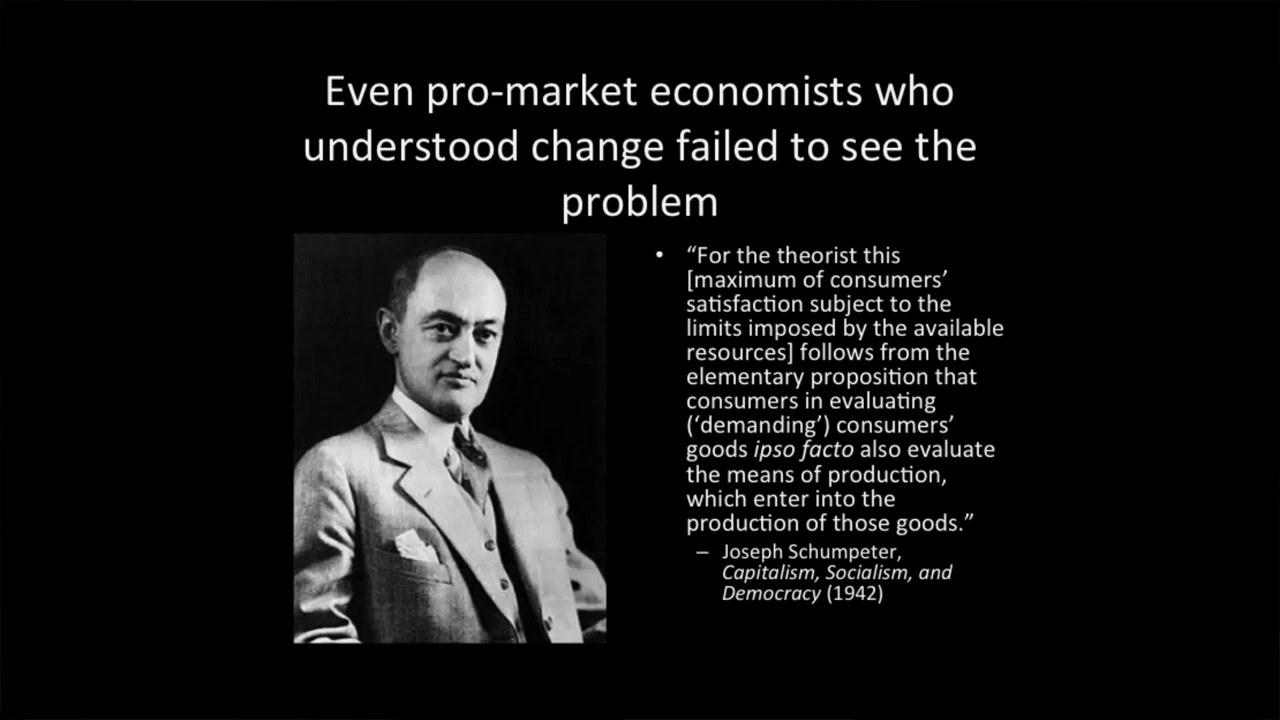 Even pro-market economists who
understood change failed to see the
problem
• “For the theorist this
[maximum of consumers’
satisfaction subject to the
limits imposed by the available
resources] follows from the
elementary proposition that
consumers in evaluating
(‘demanding’) consumers’
goods ipso facto also evaluate
the means of production,
which enter into the
production of those goods.”
– Joseph Schumpeter,
Capitalism, Socialism, and
Democracy (1942)